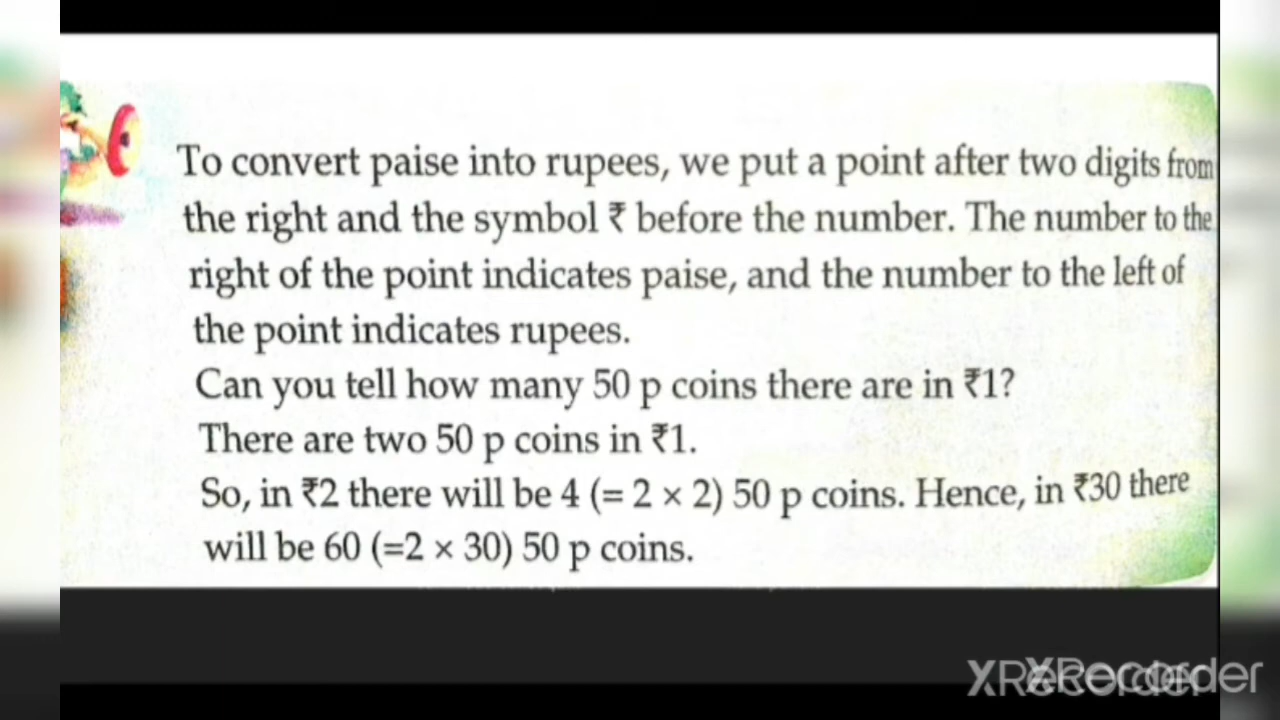 To convert paise into rupees, we put a point after two digits from
the right and the symbol ₹ before the number. The number to the
right of the point indicates paise, and the number to the left of
the point indicates rupees.
Can you tell how many 50 p coins there are in ₹1?
There are two 50 p coins in ₹1.
So, in ₹2 there will be 4 (= 2 × 2) 50 p coins. Hence, in ₹30 there
will be 60 (=2 × 30) 50 p coins.
XRecorder
XRecorder